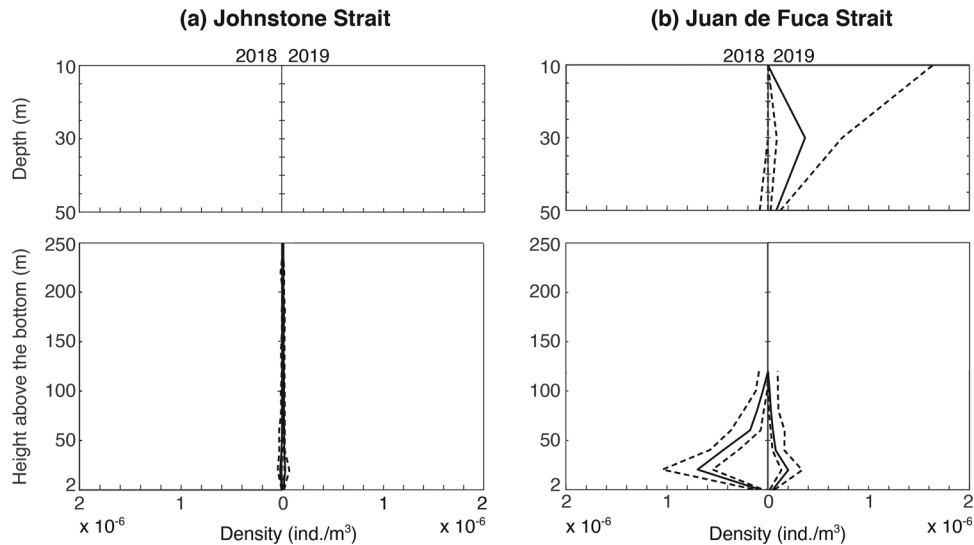 (a) Johnstone Strait
(b) Juan de Fuca Strait
2018 2019
2018 2019
Depth (m)
10
30
50
10
30
50
Height above the bottom (m)
250
200
150
100
50
2
250
200
150
100
50
2
2 1 0 1 2
2 1 0 1 2
x 10-6 Density (ind./m³) x 10-6
x 10-6 Density (ind./m³) x 10-6